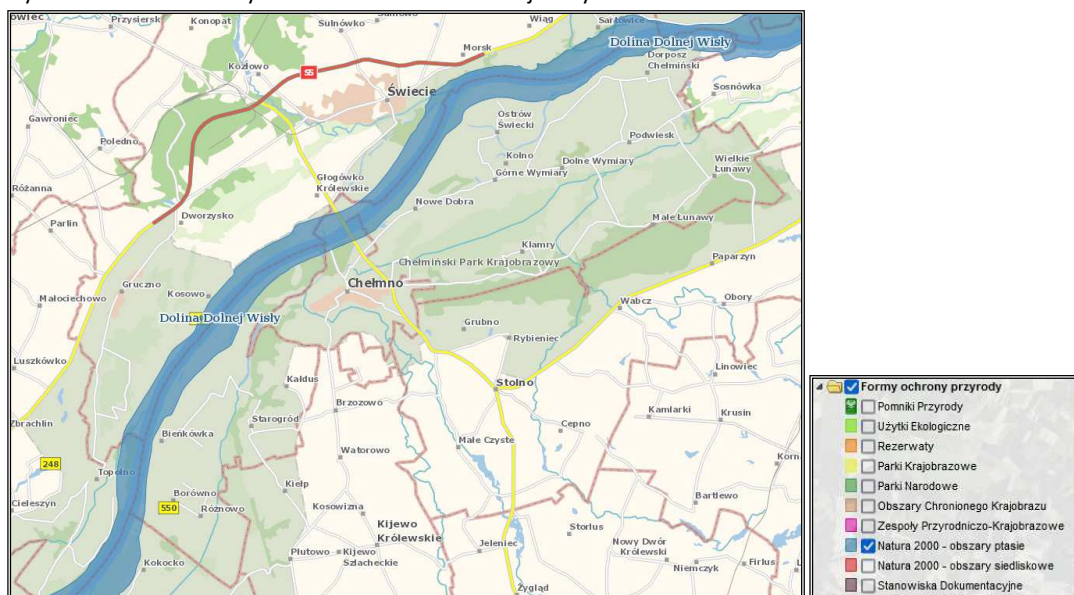 Przysiersk
Konopat
Sulnówko
Wiąg
Sartowice
Dolina Dolnej Wisły
Dorposz
Chełmiński
Morsk
Kozłowo
S5
Świecie
Sosnówka
Gawroniec
Ostrów
Świecki
Poledno
Podwiesk
Kolno
Dolne Wymiary
Wielkie
Łunawy
Górne Wymiary
Głogówko
Królewskie
Różanna
Nowe Dobra
Dworzysko
Małe Łunawy
Parlin
Klamry
Paparzyn
Chełmiński Park Krajobrazowy
Gruczno
Kosowo
Chełmno
Małociechowo
Wabcz
Obory
Dolina Dolnej Wisły
Grubno
Rybieniec
Luszkówko
Linowiec
Kałdus
Stolno
Brzozowo
Zbrachlin
Starogród
Kamlarki
Krusin
Cepno
Bieńkówka
Małe Czyste
Watorowo
Korn
248
Topolno
Kiełp
Borówno
Bartlewo
Cieleszyn
550
Różnowo
Kosowizna
Kijewo
Królewskie
Storlus
Jeleniec
Nowy Dwór
Królewski
Płutowo
Kijewo
Szlacheckie
Kokocko
Firlus
Niemczyk
Żygląd
Formy ochrony przyrody
Pomniki Przyrody
Użytki Ekologiczne
Rezerwaty
Parki Krajobrazowe
Parki Narodowe
Obszary Chronionego Krajobrazu
Zespoły Przyrodniczo-Krajobrazowe
Natura 2000 - obszary ptasie
Natura 2000 - obszary siedliskowe
Stanowiska Dokumentacyjne